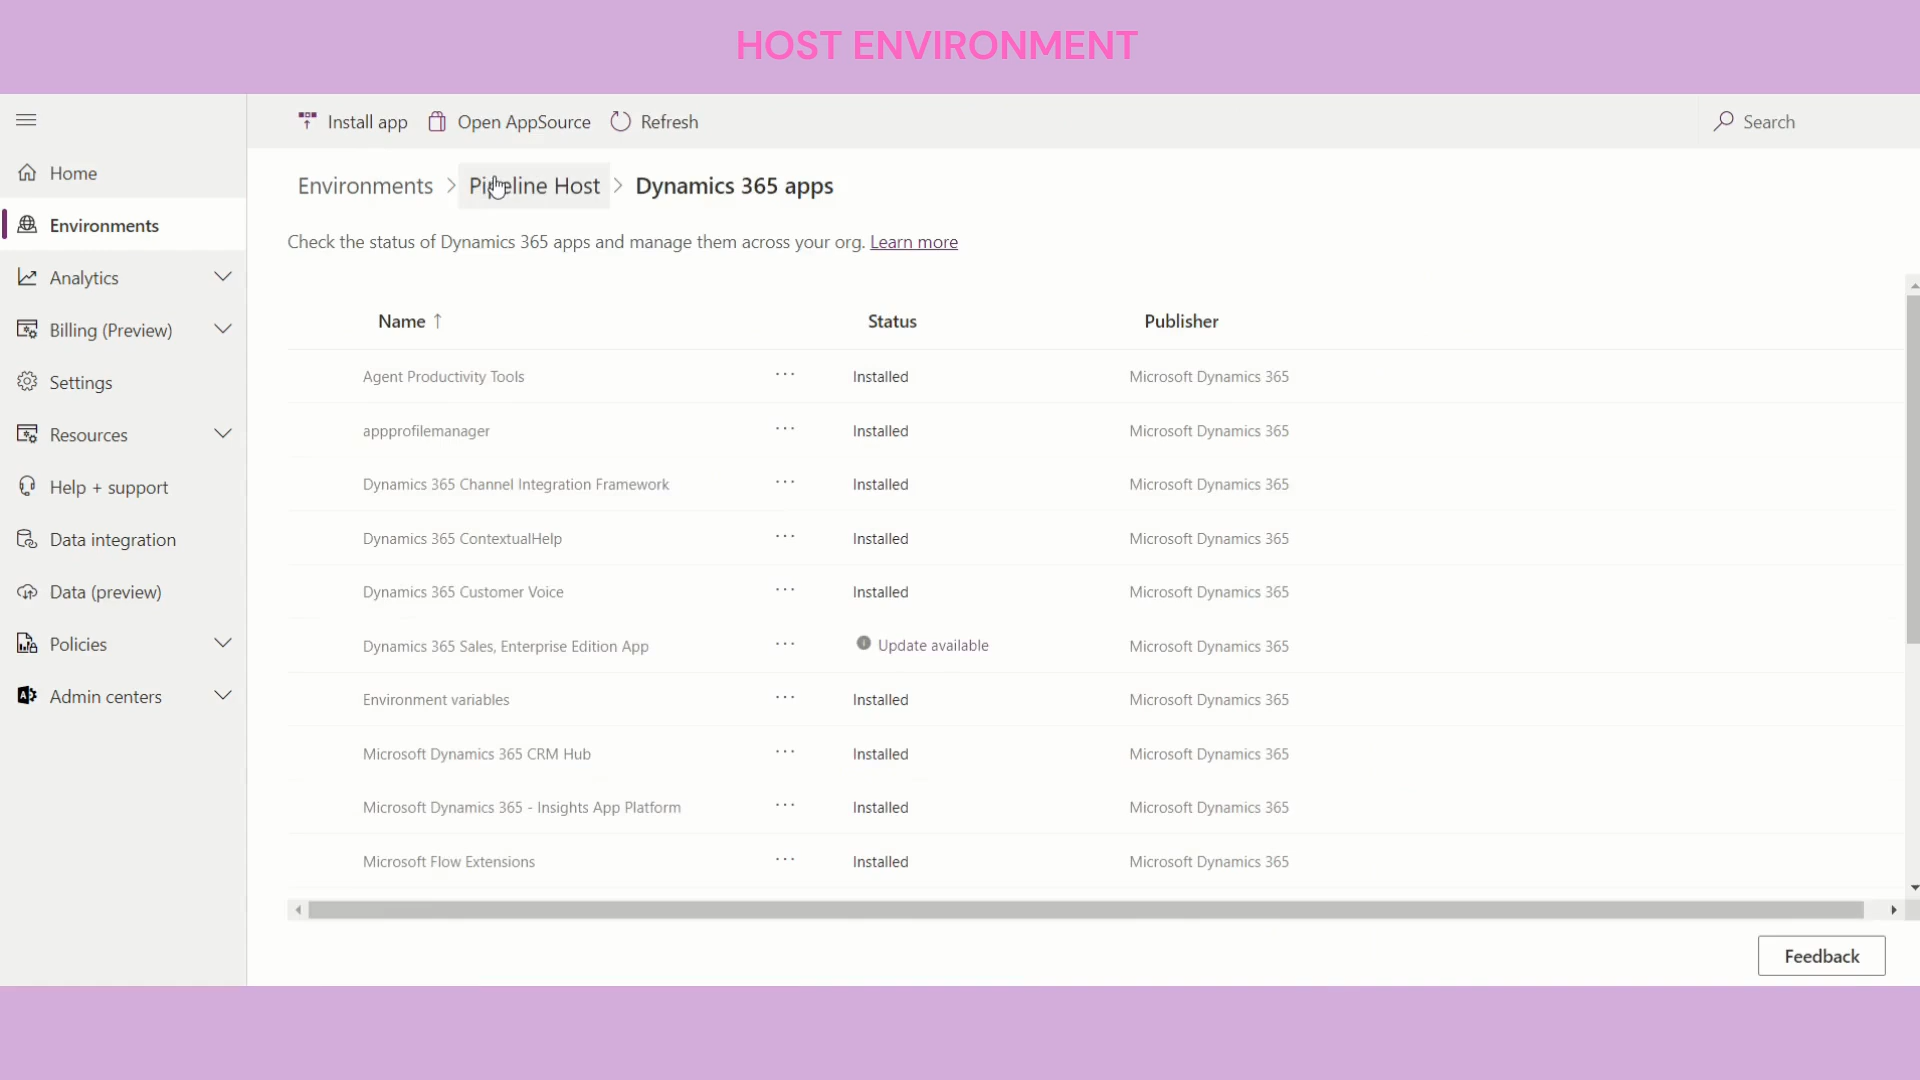 HOST ENVIRONMENT
Install app
Open AppSource
Refresh
Search
Home
Environments
Analytics
Billing (Preview)
Settings
Resources
Help + support
Data integration
Data (preview)
Policies
Admin centers
Environments > Pipeline Host > Dynamics 365 apps
Check the status of Dynamics 365 apps and manage them across your org. Learn more
Name ↑ Status Publisher
Agent Productivity Tools ... Installed Microsoft Dynamics 365
appprofilemanager ... Installed Microsoft Dynamics 365
Dynamics 365 Channel Integration Framework ... Installed Microsoft Dynamics 365
Dynamics 365 ContextualHelp ... Installed Microsoft Dynamics 365
Dynamics 365 Customer Voice ... Installed Microsoft Dynamics 365
Dynamics 365 Sales, Enterprise Edition App ... Update available Microsoft Dynamics 365
Environment variables ... Installed Microsoft Dynamics 365
Microsoft Dynamics 365 CRM Hub ... Installed Microsoft Dynamics 365
Microsoft Dynamics 365 - Insights App Platform ... Installed Microsoft Dynamics 365
Microsoft Flow Extensions ... Installed Microsoft Dynamics 365
Feedback